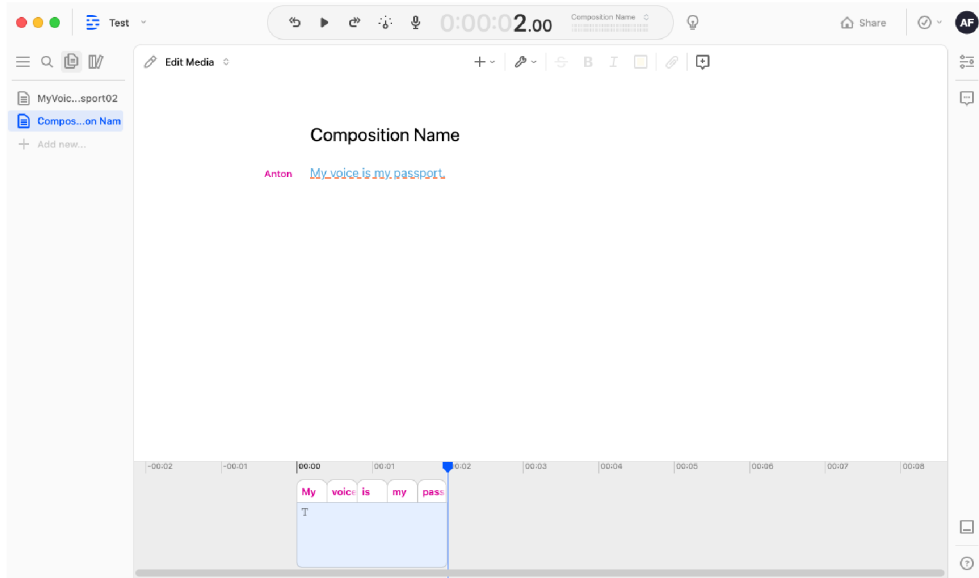 Test
0:00:02.00
Composition Name
Share
AF
Edit Media
B
I
MyVoic...sport02
Compos...on Nam
Add new...
Composition Name
Anton
My voice is my passport.
-00:02
-00:01
00:00
00:01
00:02
00:03
00:04
00:05
00:06
00:07
00:08
My
voice
is
my
pass
T